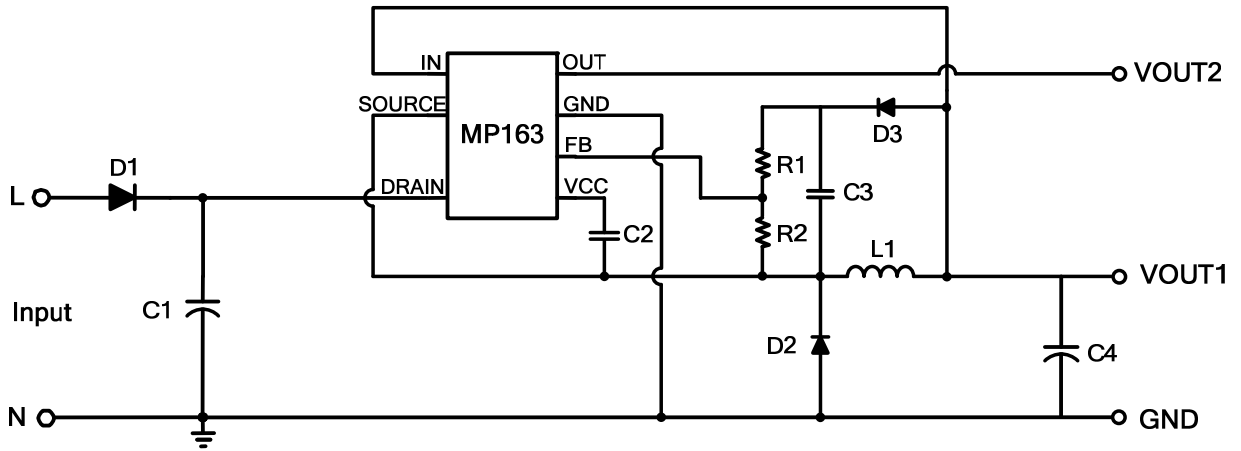 IN
OUT
VOUT2
SOURCE
GND
MP163
D3
FB
D1
R1
L
DRAIN
VCC
C3
C2
R2
L1
VOUT1
Input
C1
D2
C4
N
GND